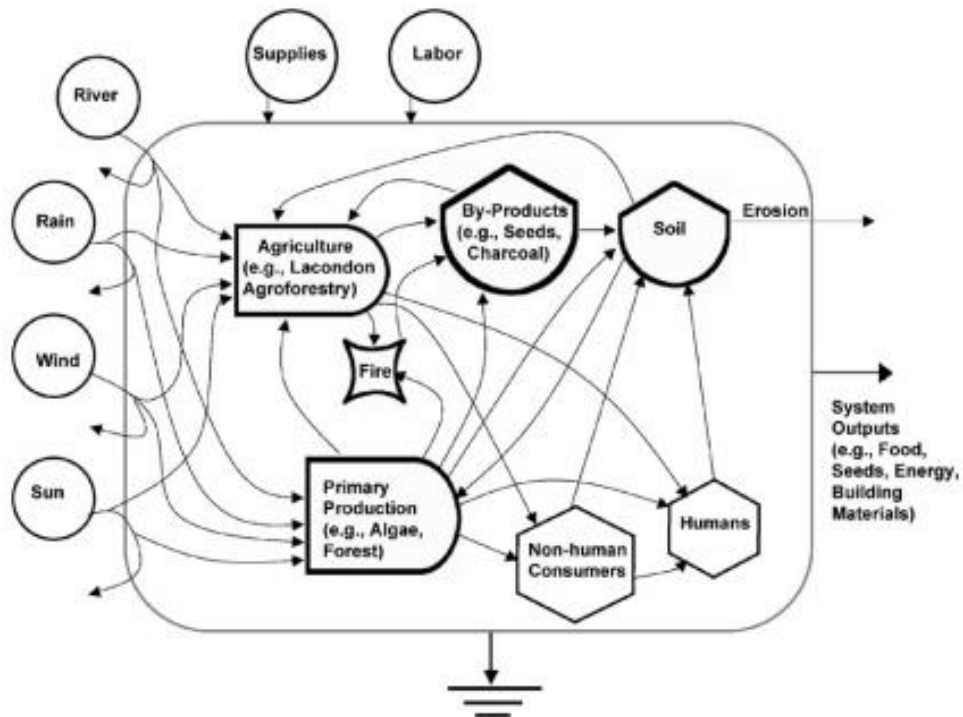 Supplies
Labor
River
Rain
Wind
Sun
Agriculture
(e.g., Lacondon
Agroforestry)
By-Products
(e.g., Seeds,
Charcoal)
Soil
Erosion
Fire
Primary
Production
(e.g., Algae,
Forest)
Non-human
Consumers
Humans
System
Outputs
(e.g., Food,
Seeds, Energy,
Building
Materials)